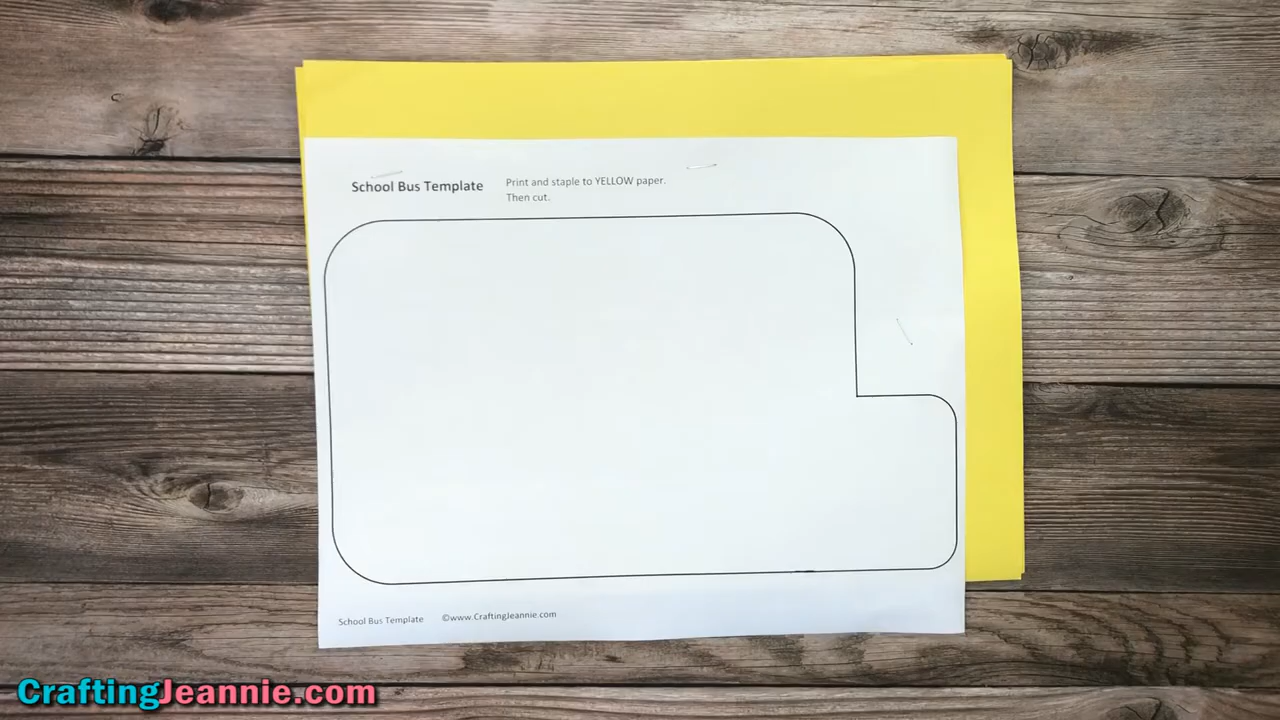 School Bus Template
Print and staple to YELLOW paper.
Then cut.
School Bus Template ©www.CraftingJeannie.com
CraftingJeannie.com